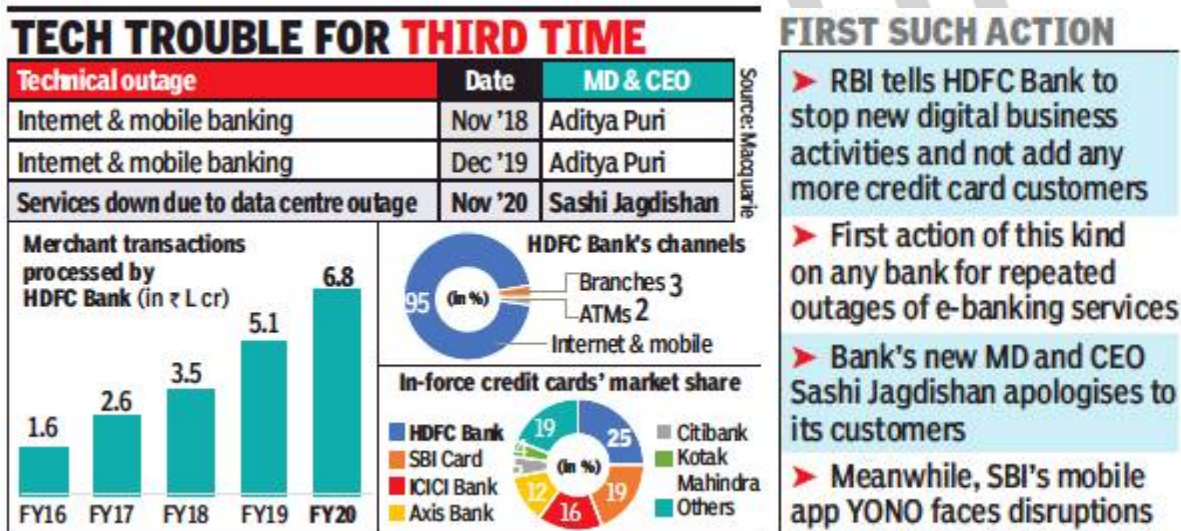 TECH TROUBLE FOR THIRD TIME
Technical outage Date MD & CEO
Internet & mobile banking Nov '18 Aditya Puri
Internet & mobile banking Dec '19 Aditya Puri
Services down due to data centre outage Nov '20 Sashi Jagdishan
Source: Macquarie
Merchant transactions
processed by
HDFC Bank (in ₹ L cr)
1.6
2.6
3.5
5.1
6.8
FY16 FY17 FY18 FY19 FY20
HDFC Bank's channels
95
(in %)
Branches 3
ATMs 2
Internet & mobile
In-force credit cards' market share
HDFC Bank
SBI Card
ICICI Bank
Axis Bank
(in %)
25
19
16
12
19
Citibank
Kotak
Mahindra
Others
FIRST SUCH ACTION
➤ RBI tells HDFC Bank to
stop new digital business
activities and not add any
more credit card customers
➤ First action of this kind
on any bank for repeated
outages of e-banking services
➤ Bank's new MD and CEO
Sashi Jagdishan apologises to
its customers
➤ Meanwhile, SBI's mobile
app YONO faces disruptions